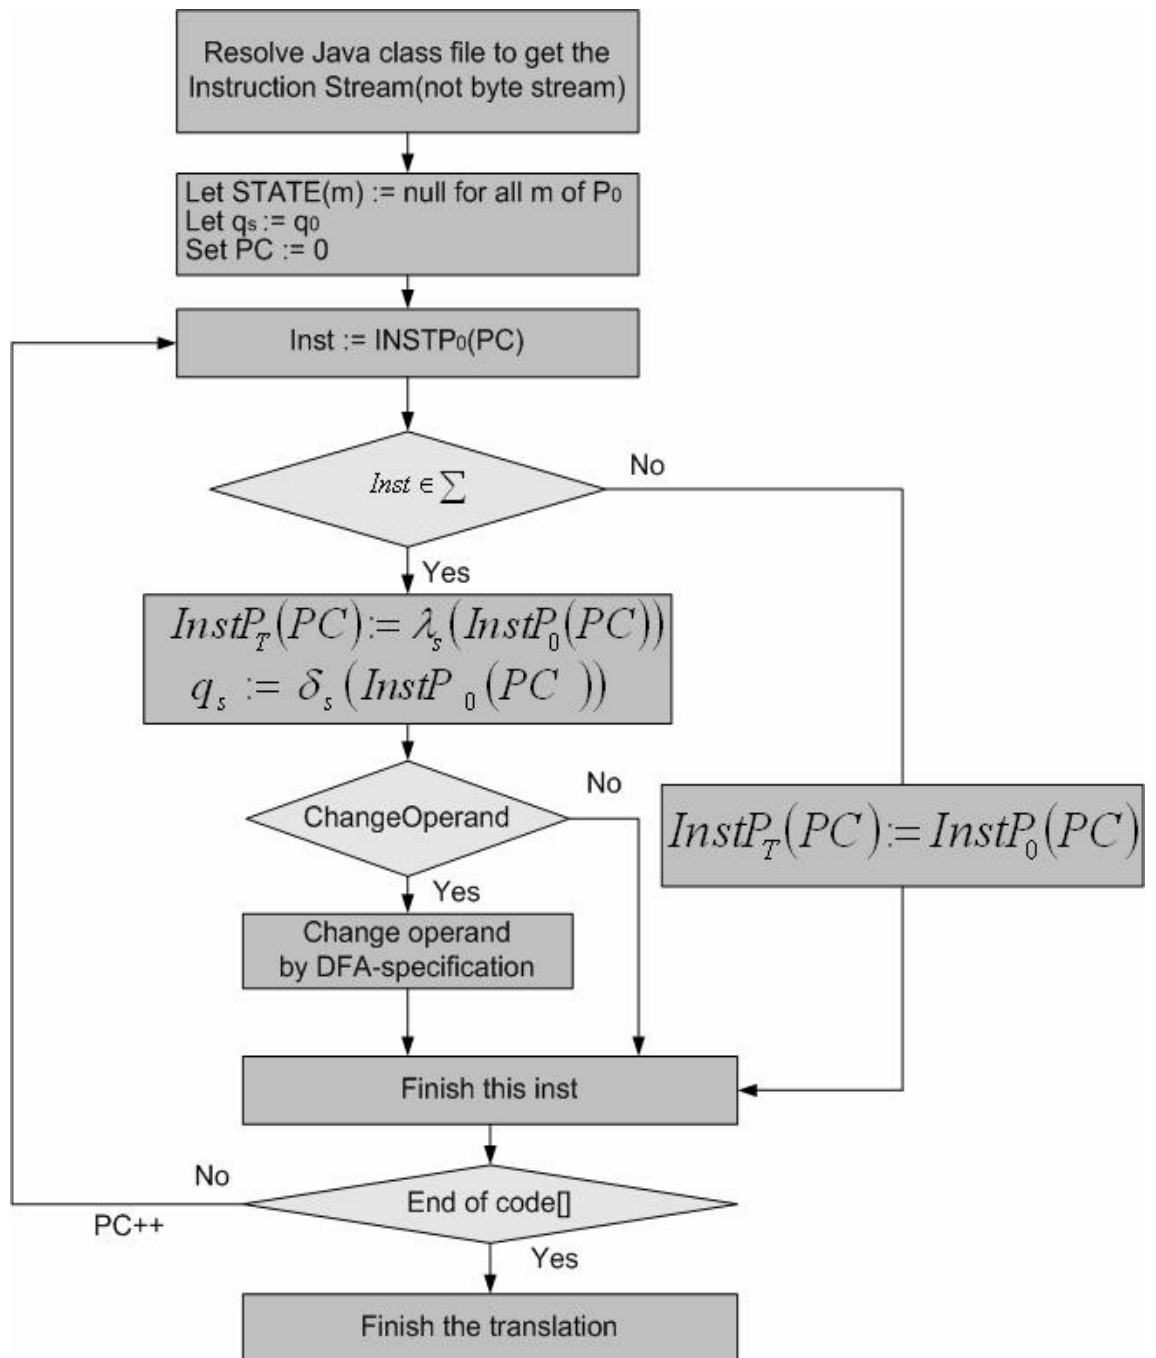 Resolve Java class file to get the
Instruction Stream(not byte stream)
Let STATE(m) := null for all m of P₀
Let qₛ := q₀
Set PC := 0
Inst := INSTP₀(PC)
Inst ∈ ∑
No
Yes
InstP_T(PC) := λₛ(InstP₀(PC))
qₛ := δₛ(InstP₀(PC))
ChangeOperand
No
InstP_T(PC) := InstP₀(PC)
Yes
Change operand
by DFA-specification
Finish this inst
No
End of code[]
PC++
Yes
Finish the translation